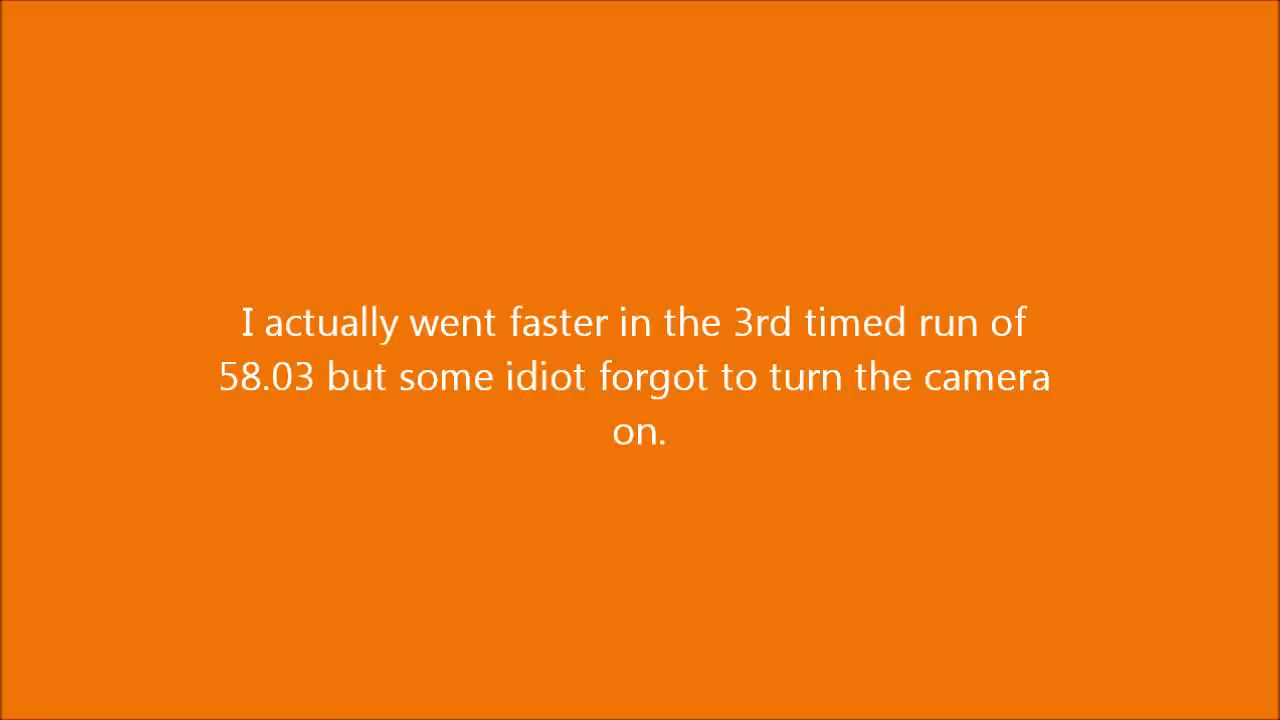 I actually went faster in the 3rd timed run of
58.03 but some idiot forgot to turn the camera
on.